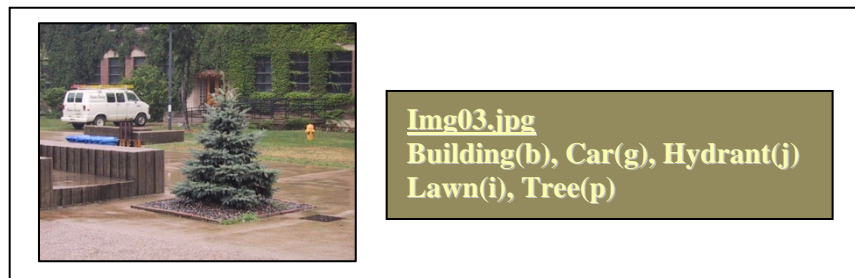 Img03.jpg
Building(b), Car(g), Hydrant(j)
Lawn(i), Tree(p)